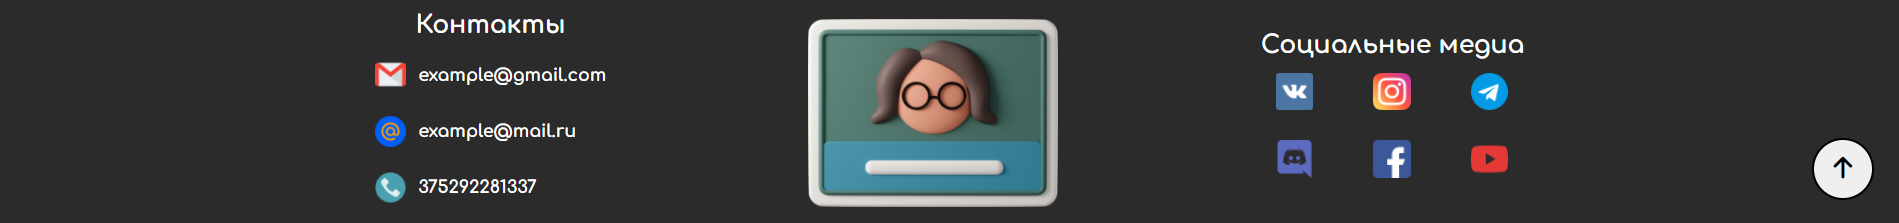 Контакты
example@gmail.com
example@mail.ru
375292281337
Социальные медиа